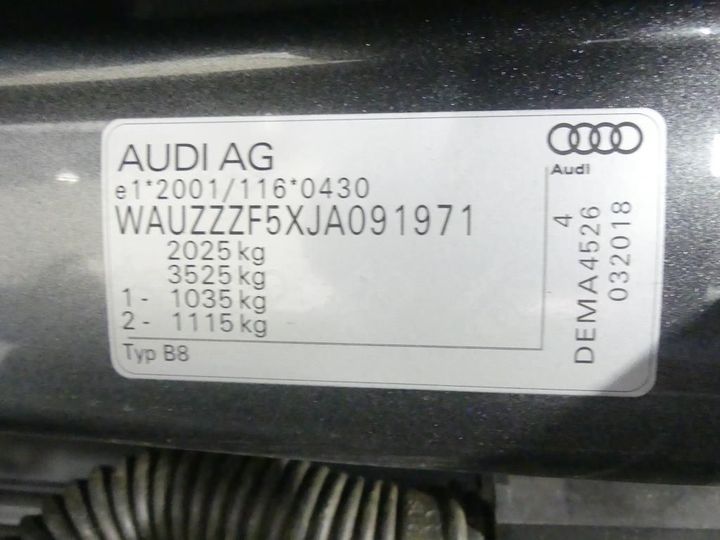 AUDI AG
e1*2001/116*0430
WAUZZZF5XJA091971
2025 kg
3525 kg
1 - 1035 kg
2 - 1115 kg
Typ B8
Audi
4
DEMA4526
032018